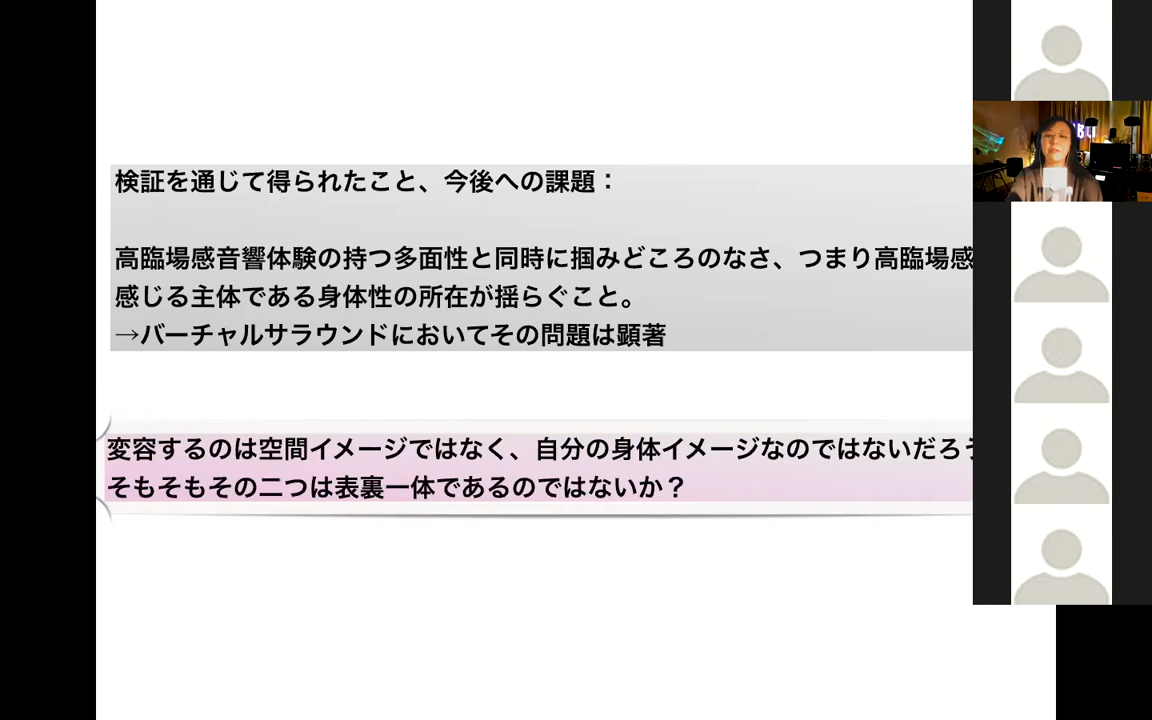 検証を通じて得られたこと、今後への課題：
高臨場感音響体験の持つ多面性と同時に掴みどころのなさ、つまり高臨場感
感じる主体である身体性の所在が揺らぐこと。
→バーチャルサラウンドにおいてその問題は顕著
変容するのは空間イメージではなく、自分の身体イメージなのではないだろ
そもそもその二つは表裏一体であるのではないか？